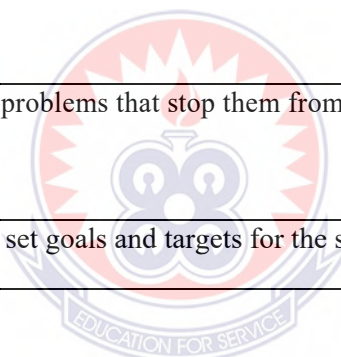 problems that stop them from
set goals and targets for the s
EDUCATION FOR SERVICE